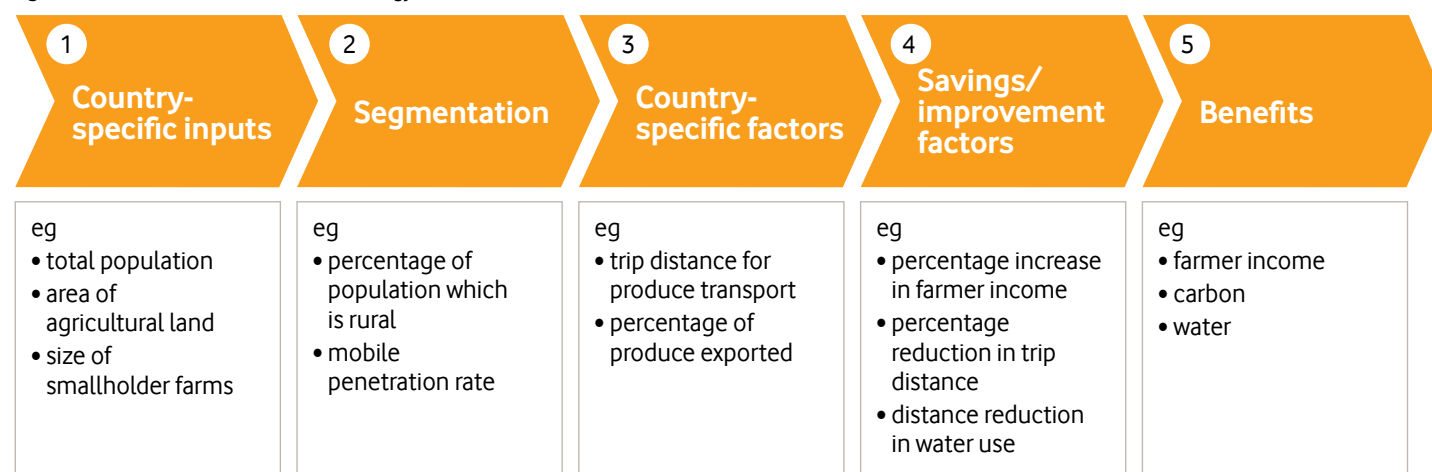 1
Country-
specific inputs
eg
• total population
• area of
agricultural land
• size of
smallholder farms
2
Segmentation
eg
• percentage of
population which
is rural
• mobile
penetration rate
3
Country-
specific factors
eg
• trip distance for
produce transport
• percentage of
produce exported
4
Savings/
improvement
factors
eg
• percentage increase
in farmer income
• percentage
reduction in trip
distance
• distance reduction
in water use
5
Benefits
eg
• farmer income
• carbon
• water